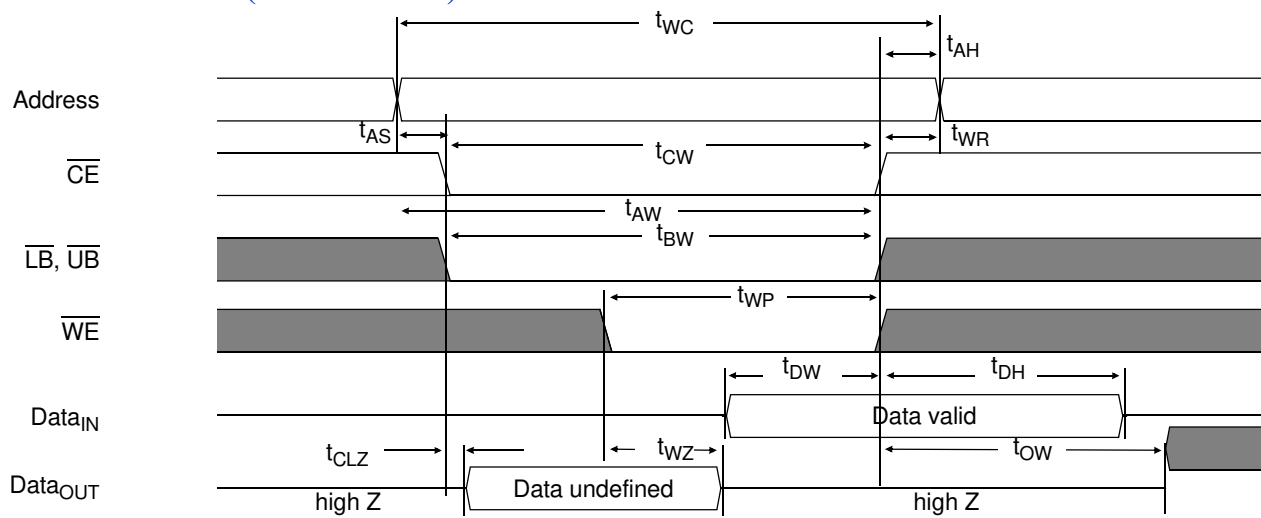 tWC
tAH
Address
tAS
tCW
tWR
CE
tAW
tBW
LB, UB
tWP
WE
tDW
tDH
DataIN
Data valid
tCLZ
tWZ
tOW
DataOUT
high Z
Data undefined
high Z